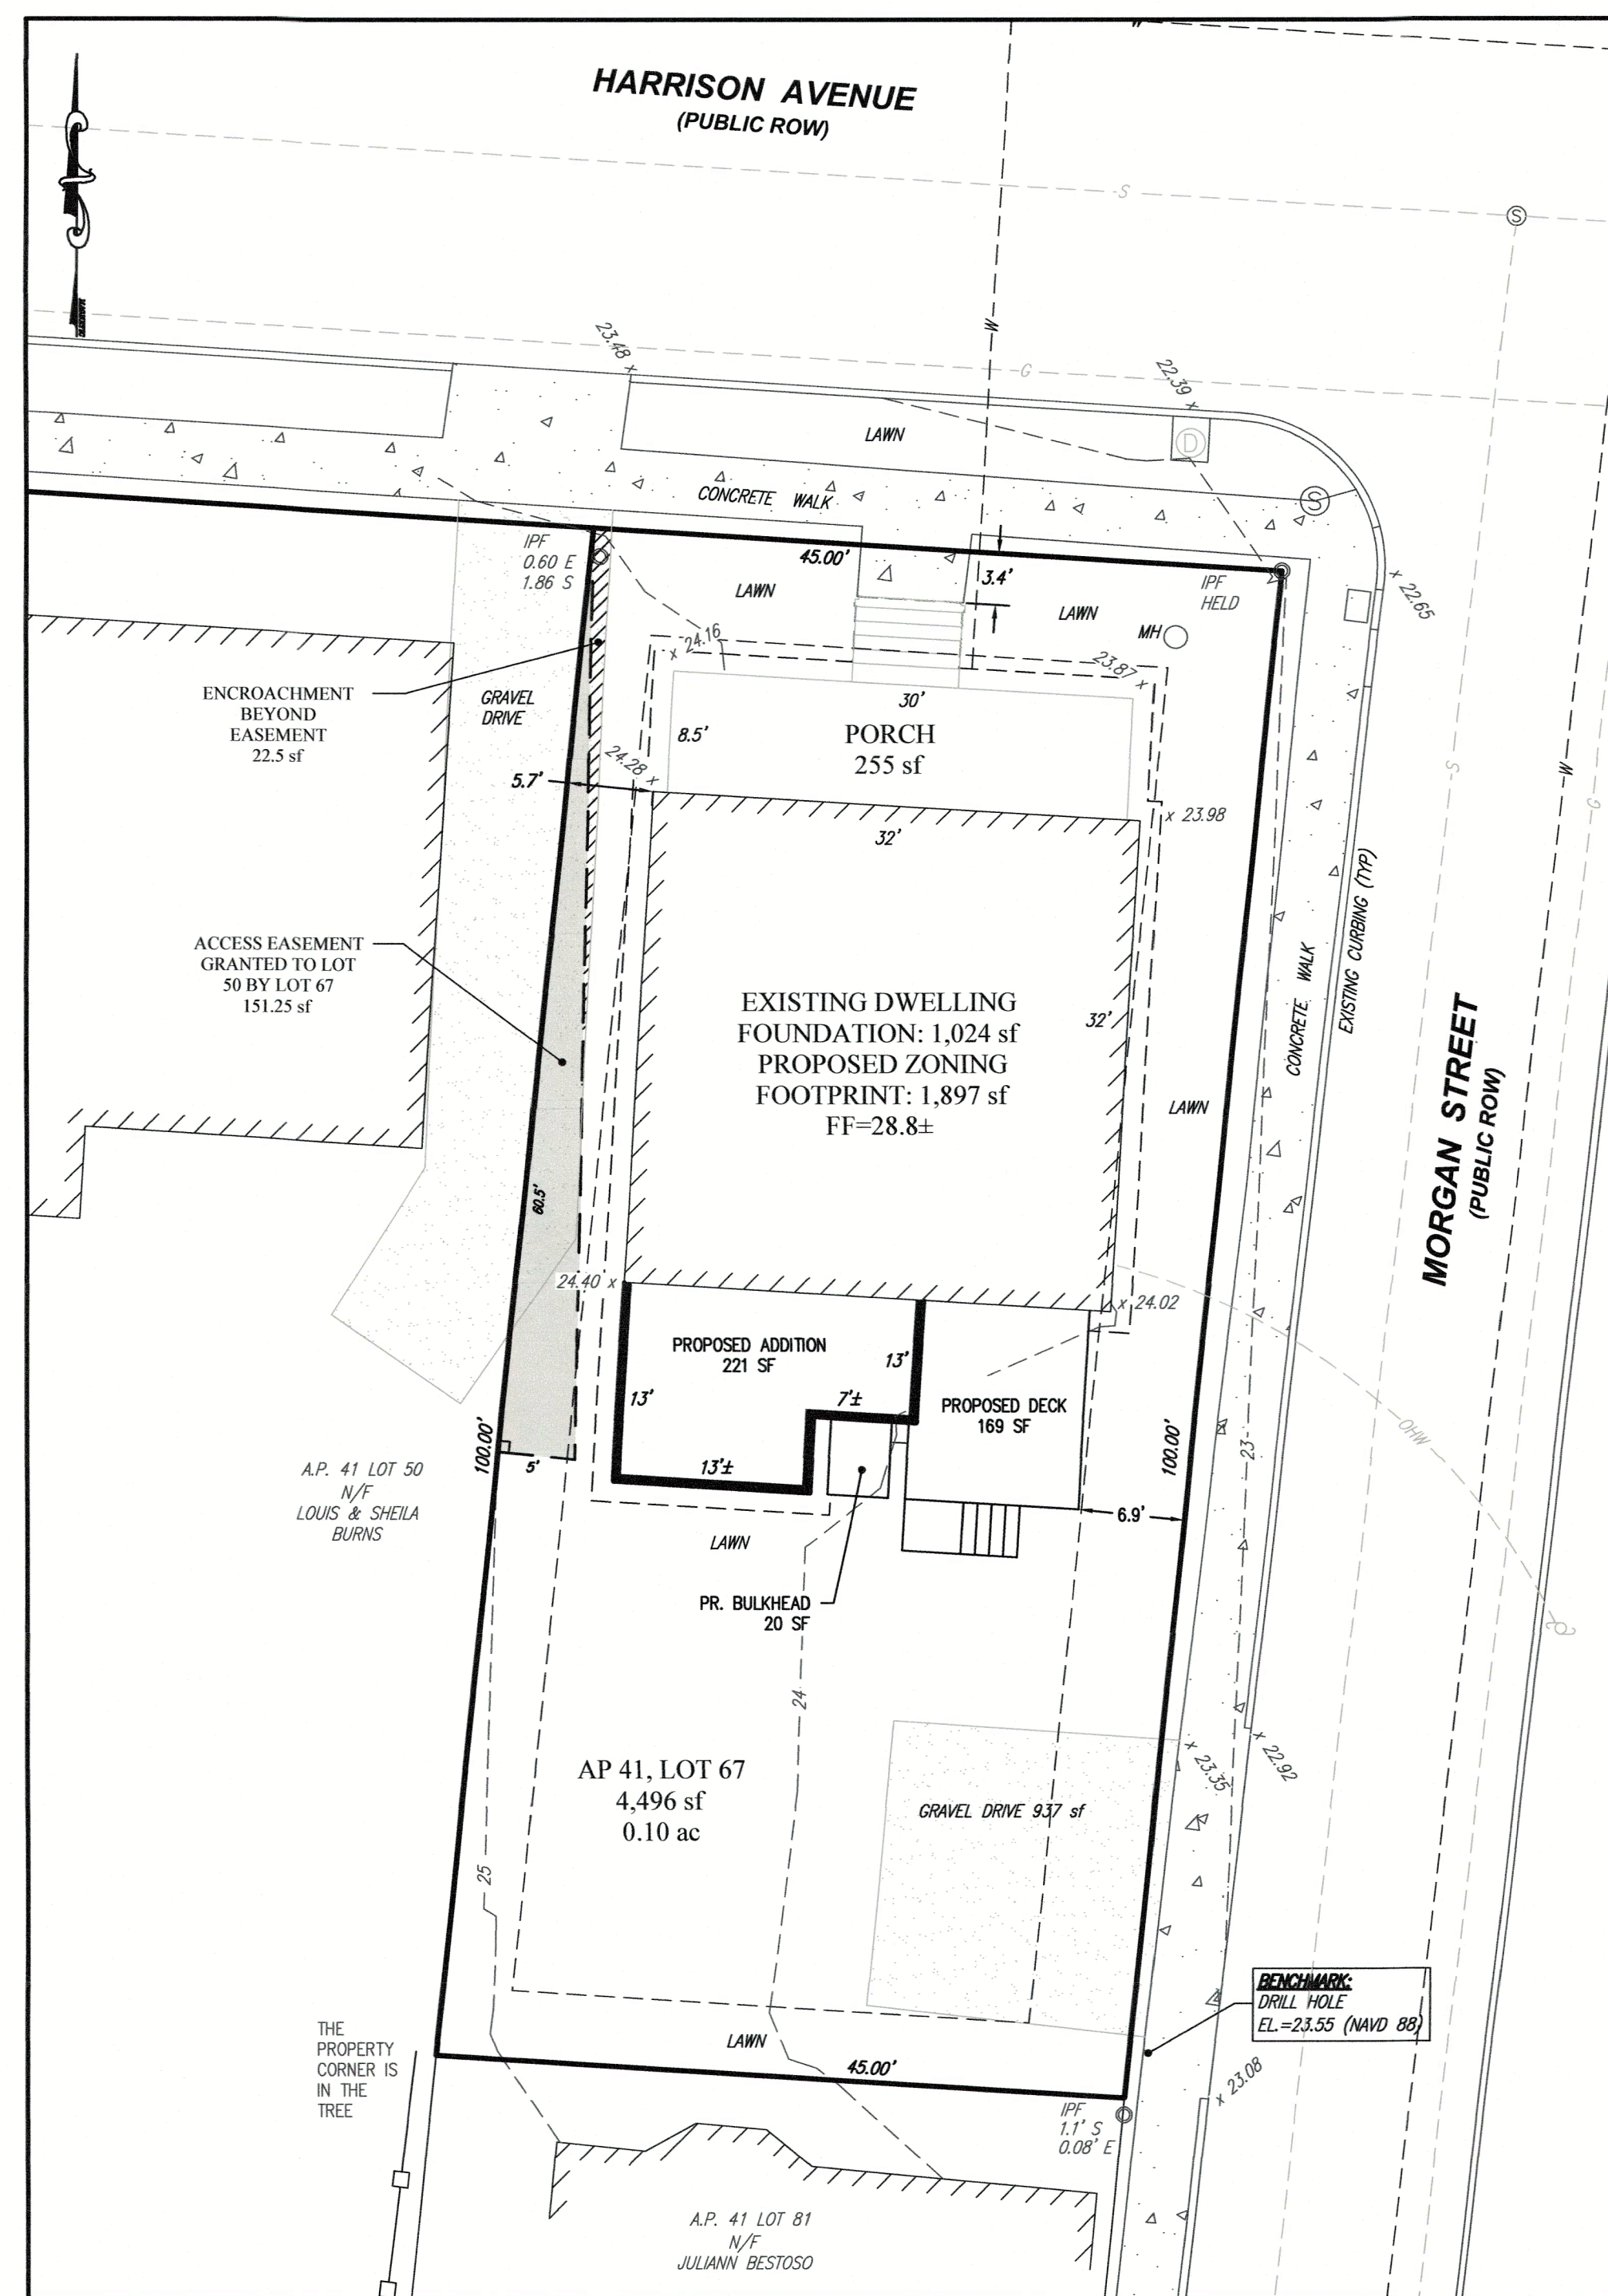 HARRISON AVENUE
(PUBLIC ROW)
W
S
S
W
G
23.48 x
22.39 x
D
LAWN
S
CONCRETE WALK
IPF
0.60 E
1.86 S
45.00'
3.4'
LAWN
LAWN
IPF
HELD
x 22.65
MH
x 24.16
23.87 x
ENCROACHMENT
BEYOND
EASEMENT
22.5 sf
GRAVEL
DRIVE
30'
8.5'
PORCH
255 sf
24.28 x
5.7'
x 23.98
32'
S
W
G
EXISTING CURBING (TYP)
CONCRETE WALK
ACCESS EASEMENT
GRANTED TO LOT
50 BY LOT 67
151.25 sf
EXISTING DWELLING
FOUNDATION: 1,024 sf
PROPOSED ZONING
FOOTPRINT: 1,897 sf
FF=28.8±
32'
LAWN
MORGAN STREET
(PUBLIC ROW)
60.5'
24.40 x
x 24.02
PROPOSED ADDITION
221 SF
13'
13'
7'±
PROPOSED DECK
169 SF
OHW
100.00'
100.00'
23
5'
13'±
A.P. 41 LOT 50
N/F
LOUIS & SHEILA
BURNS
6.9'
LAWN
PR. BULKHEAD
20 SF
24
x 23.35
x 22.92
AP 41, LOT 67
4,496 sf
0.10 ac
GRAVEL DRIVE 937 sf
25
BENCHMARK:
DRILL HOLE
EL.=23.55 (NAVD 88)
THE
PROPERTY
CORNER IS
IN THE
TREE
LAWN
45.00'
x 23.08
IPF
1.1' S
0.08' E
A.P. 41 LOT 81
N/F
JULIANN BESTOSO